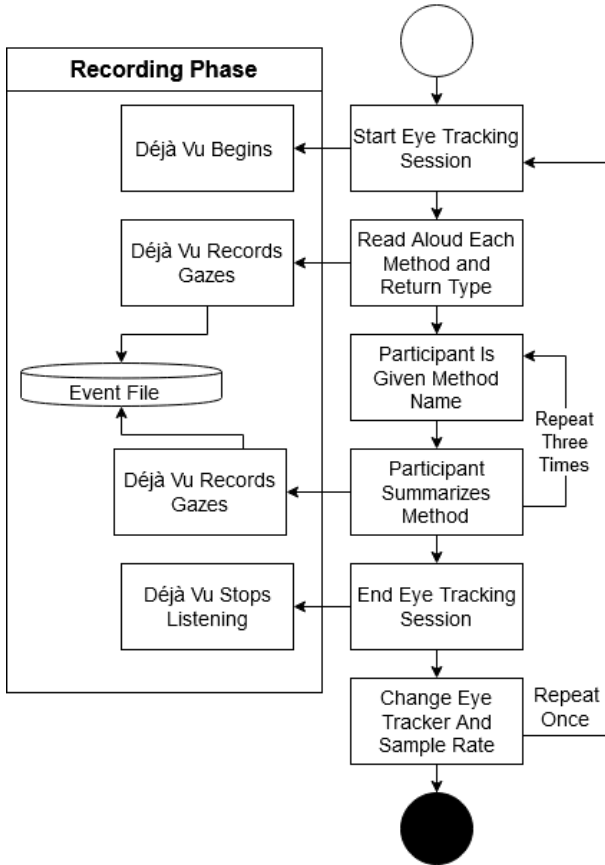 Recording Phase
Déjà Vu Begins
Start Eye Tracking
Session
Déjà Vu Records
Gazes
Read Aloud Each
Method and
Return Type
Event File
Participant Is
Given Method
Name
Repeat
Three
Times
Déjà Vu Records
Gazes
Participant
Summarizes
Method
Déjà Vu Stops
Listening
End Eye Tracking
Session
Change Eye
Tracker And
Sample Rate
Repeat
Once